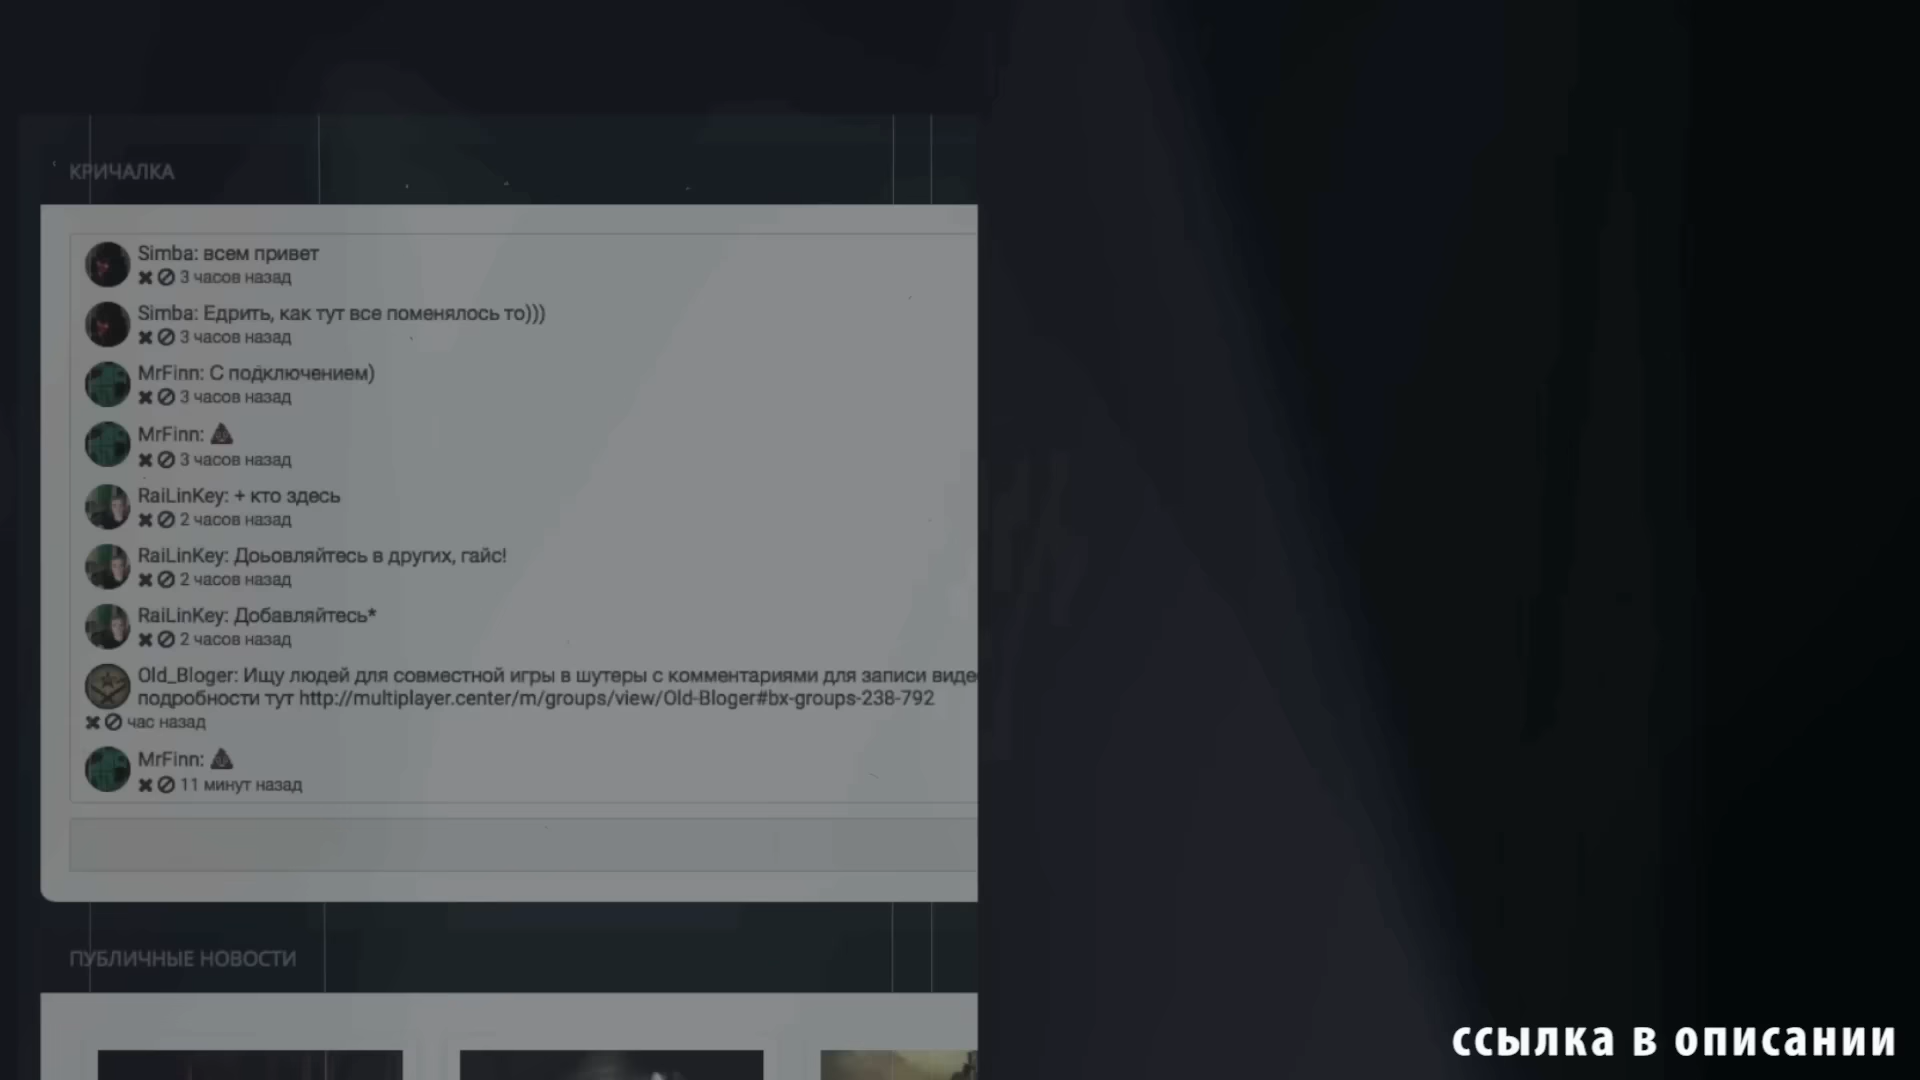 КРИЧАЛКА
Simba: всем привет
3 часов назад
Simba: Едрить, как тут все поменялось то)))
3 часов назад
MrFinn: С подключением)
3 часов назад
MrFinn:
3 часов назад
RaiLinKey: + кто здесь
2 часов назад
RaiLinKey: Доьовляйтесь в других, гайс!
2 часов назад
RaiLinKey: Добавляйтесь*
2 часов назад
Old_Bloger: Ищу людей для совместной игры в шутеры с комментариями для записи виде
подробности тут http://multiplayer.center/m/groups/view/Old-Bloger#bx-groups-238-792
час назад
MrFinn:
11 минут назад
ПУБЛИЧНЫЕ НОВОСТИ
ссылка в описании